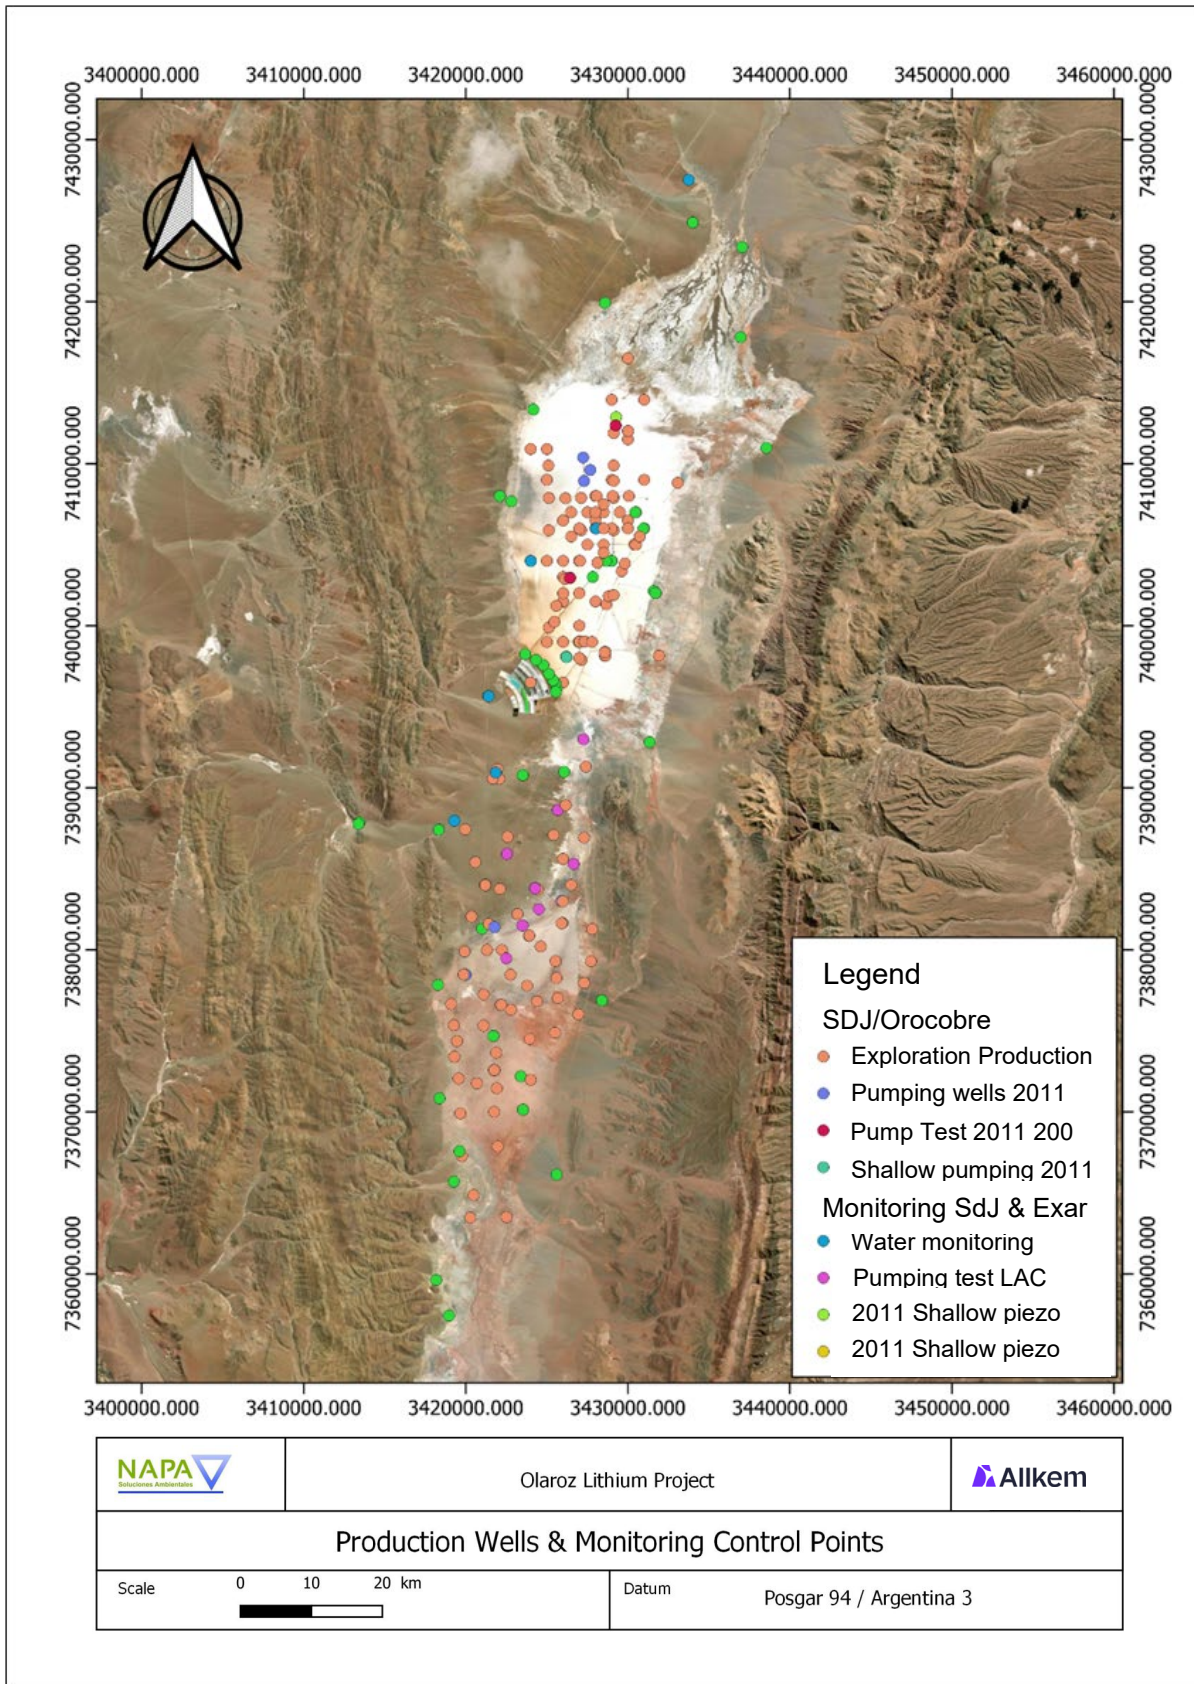 3400000.000 3410000.000 3420000.000 3430000.000 3440000.000 3450000.000 3460000.000
7430000.000 7430000.000
7420000.000 7420000.000
7410000.000 7410000.000
7400000.000 7400000.000
7390000.000 7390000.000
7380000.000 7380000.000
7370000.000 7370000.000
7360000.000 7360000.000
Legend
SDJ/Orocobre
Exploration Production
Pumping wells 2011
Pump Test 2011 200
Shallow pumping 2011
Monitoring SdJ & Exar
Water monitoring
Pumping test LAC
2011 Shallow piezo
2011 Shallow piezo
3400000.000 3410000.000 3420000.000 3430000.000 3440000.000 3450000.000 3460000.000
NAPA
Soluciones Ambientales
Olaroz Lithium Project
Allkem
Production Wells & Monitoring Control Points
Scale 0 10 20 km
Datum Posgar 94 / Argentina 3